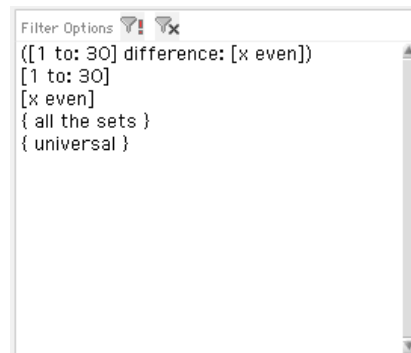 Filter Options
([1 to: 30] difference: [x even])
[1 to: 30]
[x even]
{ all the sets }
{ universal }